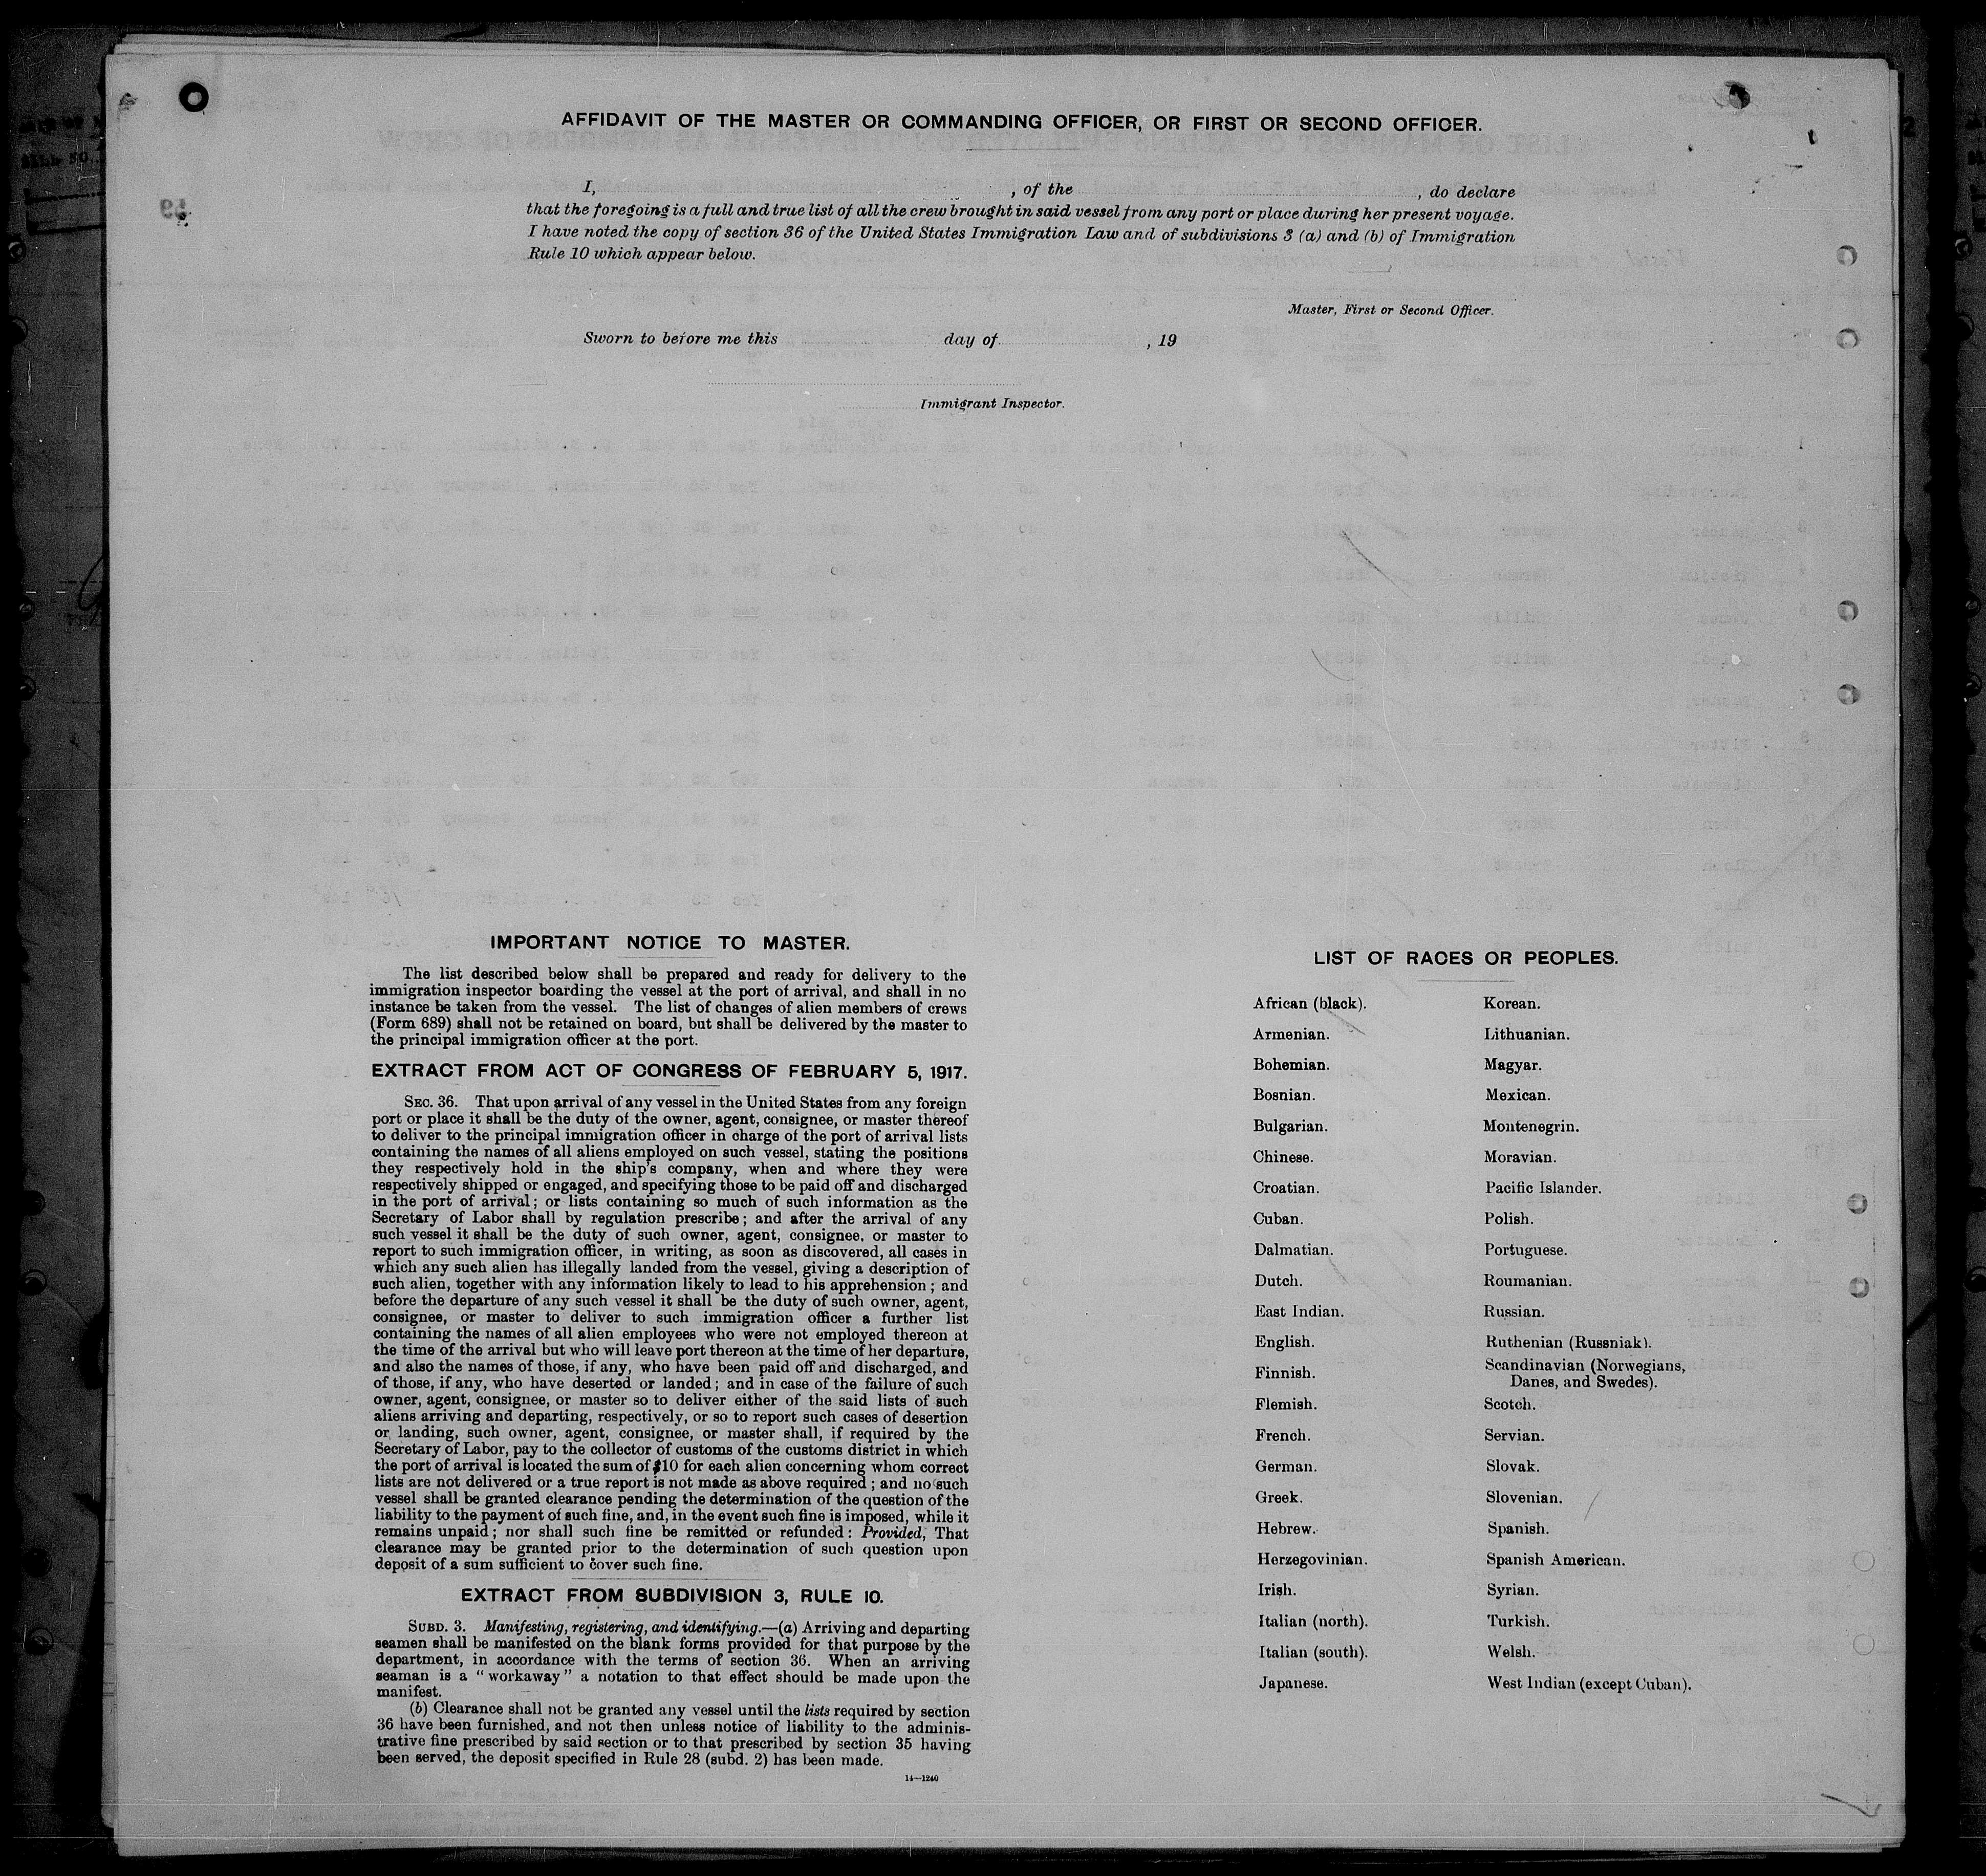 AFFIDAVIT OF THE MASTER OR COMMANDING OFFICER, OR FIRST OR SECOND OFFICER.
I, , of the , do declare
that the foregoing is a full and true list of all the crew brought in said vessel from any port or place during her present voyage.
I have noted the copy of section 36 of the United States Immigration Law and of subdivisions 3 (a) and (b) of Immigration
Rule 10 which appear below.
Master, First or Second Officer.
Sworn to before me this day of , 19
Immigrant Inspector.
IMPORTANT NOTICE TO MASTER.
The list described below shall be prepared and ready for delivery to the
immigration inspector boarding the vessel at the port of arrival, and shall in no
instance be taken from the vessel. The list of changes of alien members of crews
(Form 689) shall not be retained on board, but shall be delivered by the master to
the principal immigration officer at the port.
EXTRACT FROM ACT OF CONGRESS OF FEBRUARY 5, 1917.
SEC. 36. That upon arrival of any vessel in the United States from any foreign
port or place it shall be the duty of the owner, agent, consignee, or master thereof
to deliver to the principal immigration officer in charge of the port of arrival lists
containing the names of all aliens employed on such vessel, stating the positions
they respectively hold in the ship's company, when and where they were
respectively shipped or engaged, and specifying those to be paid off and discharged
in the port of arrival; or lists containing so much of such information as the
Secretary of Labor shall by regulation prescribe; and after the arrival of any
such vessel it shall be the duty of such owner, agent, consignee, or master to
report to such immigration officer, in writing, as soon as discovered, all cases in
which any such alien has illegally landed from the vessel, giving a description of
such alien, together with any information likely to lead to his apprehension; and
before the departure of any such vessel it shall be the duty of such owner, agent,
consignee, or master to deliver to such immigration officer a further list
containing the names of all alien employees who were not employed thereon at
the time of the arrival but who will leave port thereon at the time of her departure,
and also the names of those, if any, who have been paid off and discharged, and
of those, if any, who have deserted or landed; and in case of the failure of such
owner, agent, consignee, or master so to deliver either of the said lists of such
aliens arriving and departing, respectively, or so to report such cases of desertion
or landing, such owner, agent, consignee, or master shall, if required by the
Secretary of Labor, pay to the collector of customs of the customs district in which
the port of arrival is located the sum of $10 for each alien concerning whom correct
lists are not delivered or a true report is not made as above required; and no such
vessel shall be granted clearance pending the determination of the question of the
liability to the payment of such fine, and, in the event such fine is imposed, while it
remains unpaid; nor shall such fine be remitted or refunded: Provided, That
clearance may be granted prior to the determination of such question upon
deposit of a sum sufficient to cover such fine.
EXTRACT FROM SUBDIVISION 3, RULE 10.
SUBD. 3. Manifesting, registering, and identifying.—(a) Arriving and departing
seamen shall be manifested on the blank forms provided for that purpose by the
department, in accordance with the terms of section 36. When an arriving
seaman is a "workaway" a notation to that effect should be made upon the
manifest.
(b) Clearance shall not be granted any vessel until the lists required by section
36 have been furnished, and not then unless notice of liability to the adminis-
trative fine prescribed by said section or to that prescribed by section 35 having
been served, the deposit specified in Rule 28 (subd. 2) has been made.
14—1240
LIST OF RACES OR PEOPLES.
African (black).
Armenian.
Bohemian.
Bosnian.
Bulgarian.
Chinese.
Croatian.
Cuban.
Dalmatian.
Dutch.
East Indian.
English.
Finnish.
Flemish.
French.
German.
Greek.
Hebrew.
Herzegovinian.
Irish.
Italian (north).
Italian (south).
Japanese.
Korean.
Lithuanian.
Magyar.
Mexican.
Montenegrin.
Moravian.
Pacific Islander.
Polish.
Portuguese.
Roumanian.
Russian.
Ruthenian (Russniak).
Scandinavian (Norwegians,
Danes, and Swedes).
Scotch.
Servian.
Slovak.
Slovenian.
Spanish.
Spanish American.
Syrian.
Turkish.
Welsh.
West Indian (except Cuban).